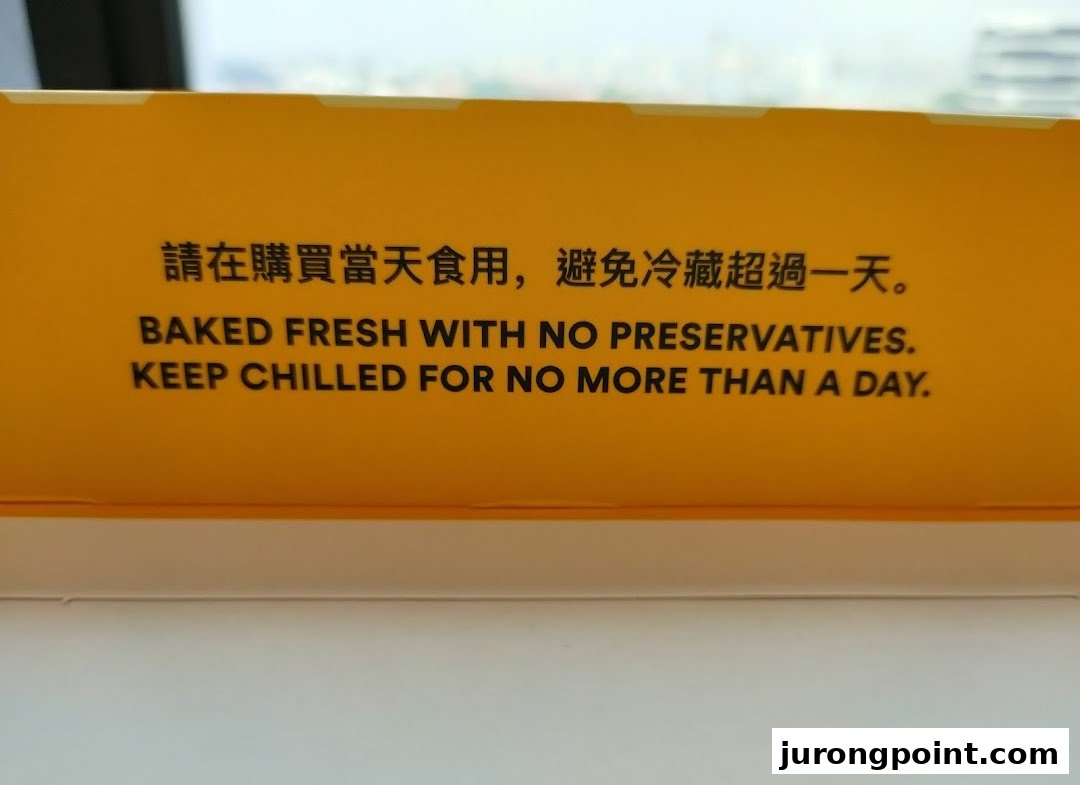 請在購買當天食用，避免冷藏超過一天。
BAKED FRESH WITH NO PRESERVATIVES.
KEEP CHILLED FOR NO MORE THAN A DAY.
jurongpoint.com